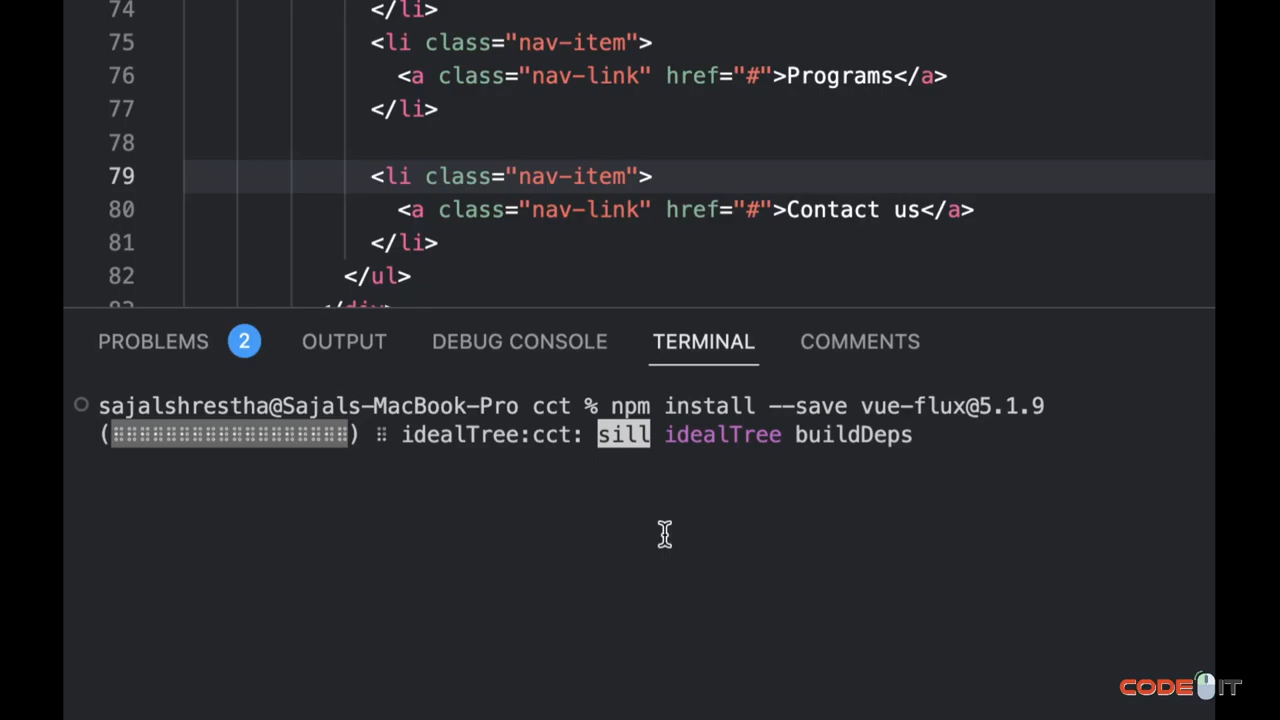 74 </li>
75 <li class="nav-item">
76 <a class="nav-link" href="#">Programs</a>
77 </li>
78
79 <li class="nav-item">
80 <a class="nav-link" href="#">Contact us</a>
81 </li>
82 </ul>
83 </div>
PROBLEMS 2 OUTPUT DEBUG CONSOLE TERMINAL COMMENTS
sajalshrestha@Sajals-MacBook-Pro cct % npm install --save vue-flux@5.1.9
(⠿⠿⠿⠿⠿⠿⠿⠿⠿⠿⠿⠿⠿⠿⠿⠿⠿⠿) ⠿ idealTree:cct: sill idealTree buildDeps
CODE IT